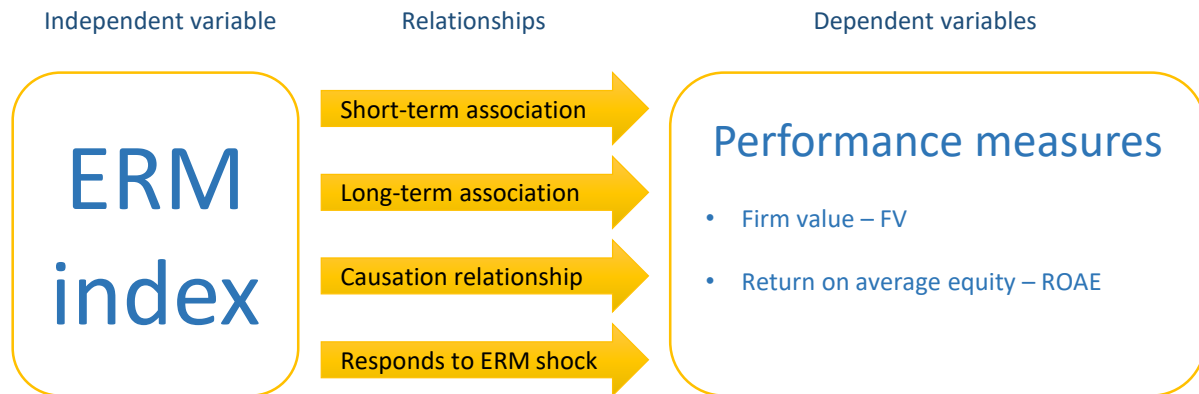 Independent variable
Relationships
Dependent variables
ERM
index
Short-term association
Long-term association
Causation relationship
Responds to ERM shock
Performance measures
• Firm value – FV
• Return on average equity – ROAE